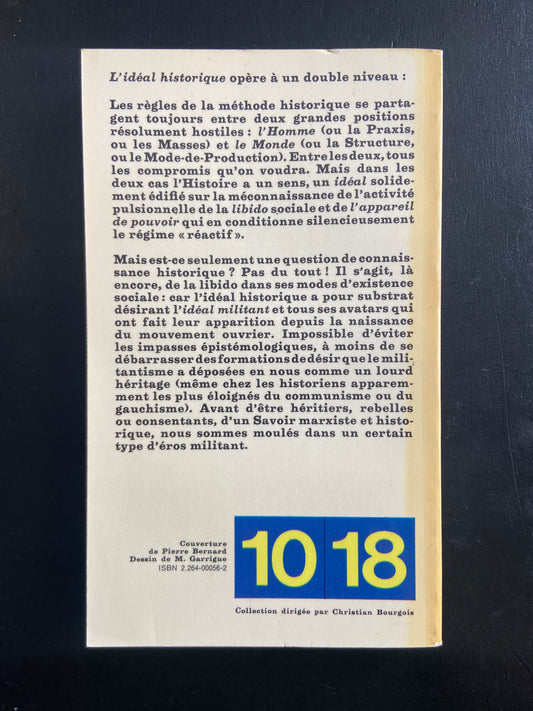 L'idéal historique opère à un double niveau :
Les règles de la méthode historique se parta-
gent toujours entre deux grandes positions
résolument hostiles : l'Homme (ou la Praxis,
ou les Masses) et le Monde (ou la Structure,
ou le Mode-de-Production). Entre les deux, tous
les compromis qu'on voudra. Mais dans les
deux cas l'Histoire a un sens, un idéal solide-
ment édifié sur la méconnaissance de l'activité
pulsionnelle de la libido sociale et de l'appareil
de pouvoir qui en conditionne silencieusement
le régime « réactif ».
Mais est-ce seulement une question de connais-
sance historique ? Pas du tout ! Il s'agit, là
encore, de la libido dans ses modes d'existence
sociale : car l'idéal historique a pour substrat
désirant l'idéal militant et tous ses avatars qui
ont fait leur apparition depuis la naissance
du mouvement ouvrier. Impossible d'éviter
les impasses épistémologiques, à moins de se
débarrasser des formations de désir que le mili-
tantisme a déposées en nous comme un lourd
héritage (même chez les historiens apparem-
ment les plus éloignés du communisme ou du
gauchisme). Avant d'être héritiers, rebelles
ou consentants, d'un Savoir marxiste et histo-
rique, nous sommes moulés dans un certain
type d'éros militant.
Couverture
de Pierre Bernard
Dessin de M. Garrigue
ISBN 2.264-00056-2
10 18
Collection dirigée par Christian Bourgois